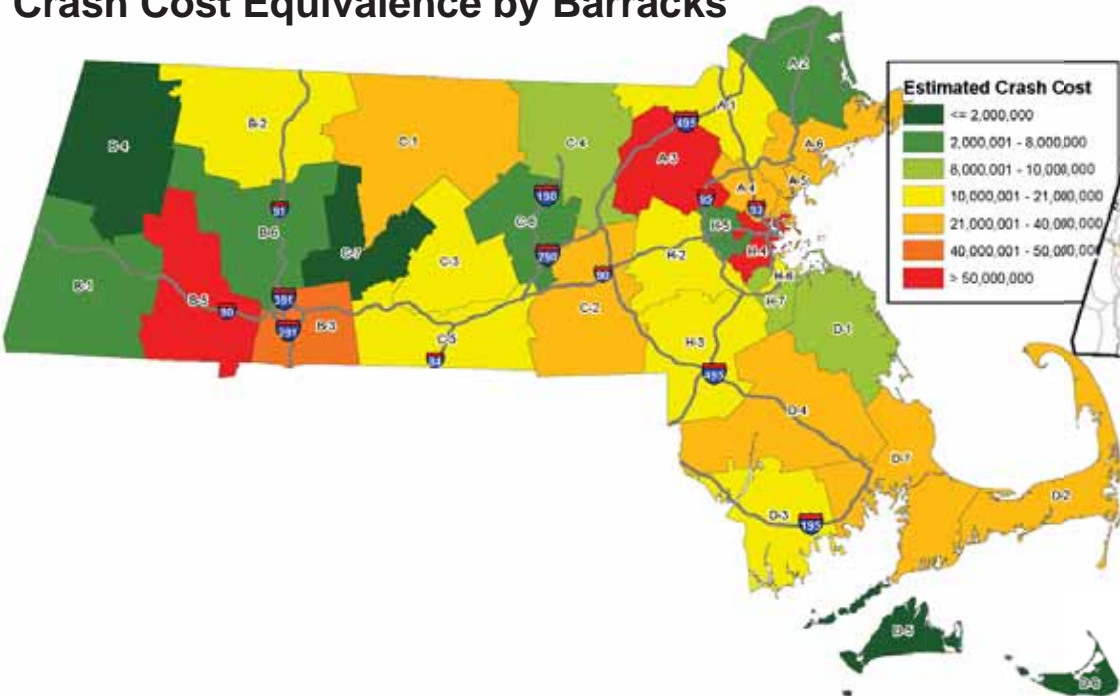 Crash Cost Equivalence by Barracks
Estimated Crash Cost
<= 2,000,000
2,000,001 - 8,000,000
8,000,001 - 10,000,000
10,000,001 - 21,000,000
21,000,001 - 40,000,000
40,000,001 - 50,000,000
> 50,000,000
A-2
B-2
A-1
495
B-4
C-1
C-4
A-3
A-6
A-4
A-5
190
95
93
91
B-6
C-6
H-5
H-4
C-7
C-3
290
H-2
H-6
B-1
B-5
90
391
291
B-3
C-2
90
H-7
D-1
C-5
84
H-3
495
D-4
D-7
D-2
D-3
195
D-5
D-6